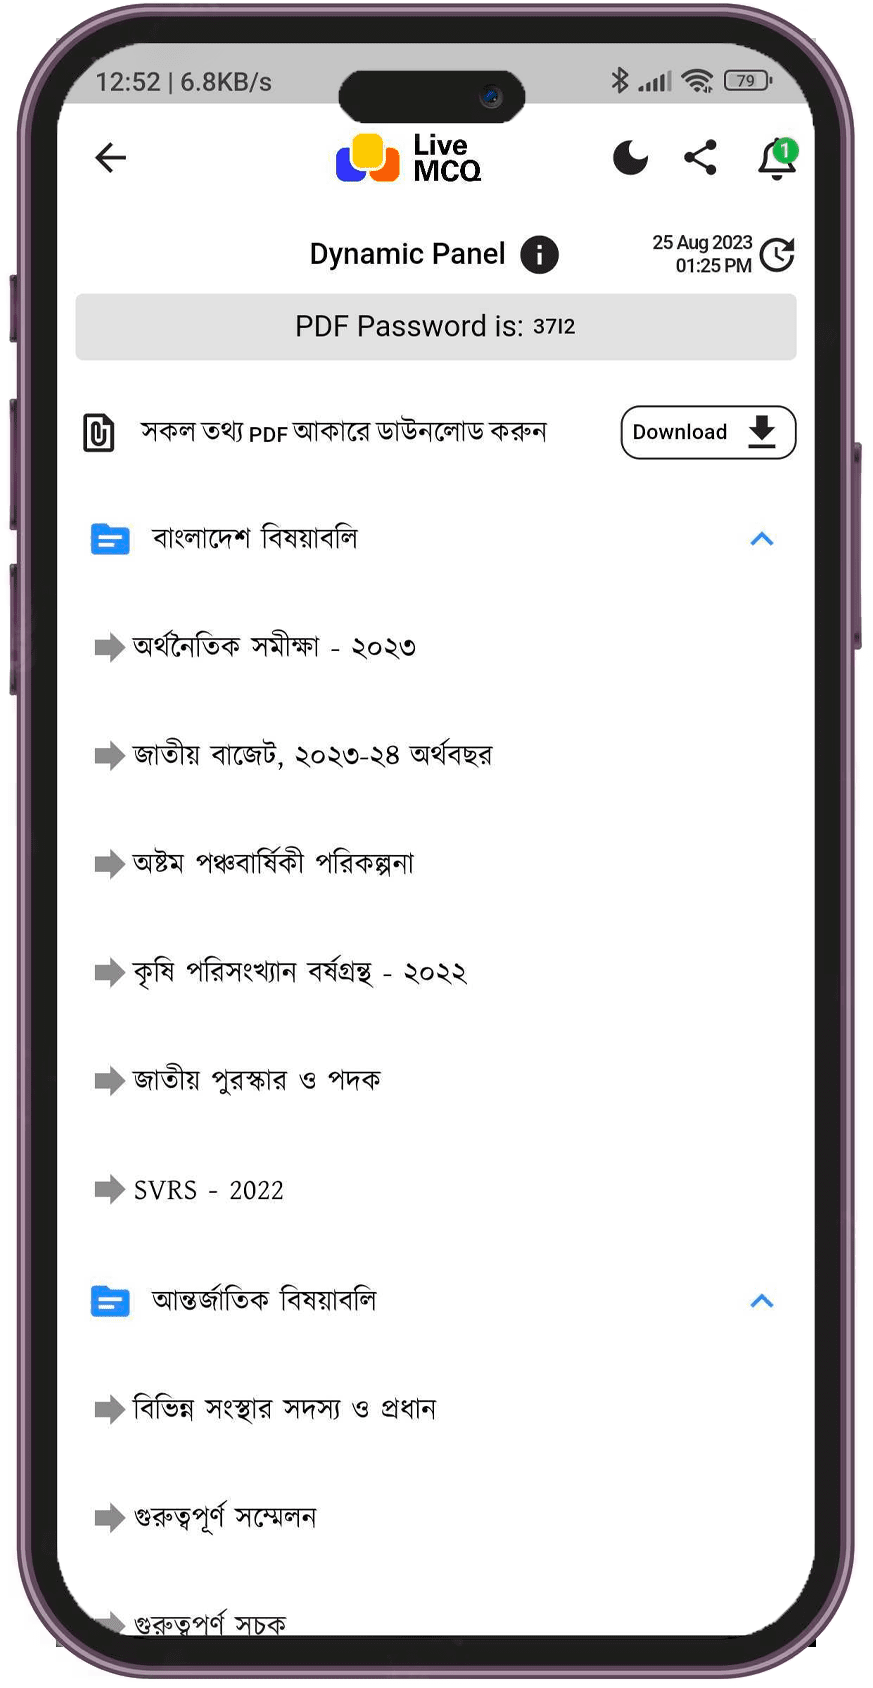 12:52 | 6.8KB/s
79
Live
MCQ
1
Dynamic Panel
25 Aug 2023
01:25 PM
PDF Password is: 37I2
সকল তথ্য PDF আকারে ডাউনলোড করুন
Download
বাংলাদেশ বিষয়াবলি
অর্থনৈতিক সমীক্ষা - ২০২৩
জাতীয় বাজেট, ২০২৩-২৪ অর্থবছর
অষ্টম পঞ্চবার্ষিকী পরিকল্পনা
কৃষি পরিসংখ্যান বর্ষগ্রন্থ - ২০২২
জাতীয় পুরস্কার ও পদক
SVRS - 2022
আন্তর্জাতিক বিষয়াবলি
বিভিন্ন সংস্থার সদস্য ও প্রধান
গুরুত্বপূর্ণ সম্মেলন
গুরুত্বপূর্ণ সূচক